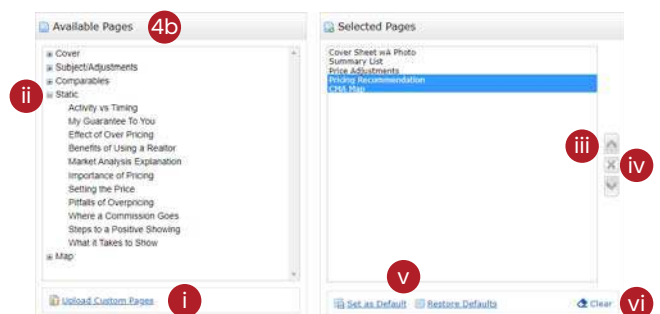 Available Pages
4b
Cover
Subject/Adjustments
Comparables
ii
Static
Activity vs Timing
My Guarantee To You
Effect of Over Pricing
Benefits of Using a Realtor
Market Analysis Explanation
Importance of Pricing
Setting the Price
Pitfalls of Overpricing
Where a Commission Goes
Steps to a Positive Showing
What it Takes to Show
Map
Upload Custom Pages
i
Selected Pages
Cover Sheet wA Photo
Summary List
Price Adjustments
Pricing Recommendation
CMA Map
iii
iv
v
Set as Default Restore Defaults Clear
vi